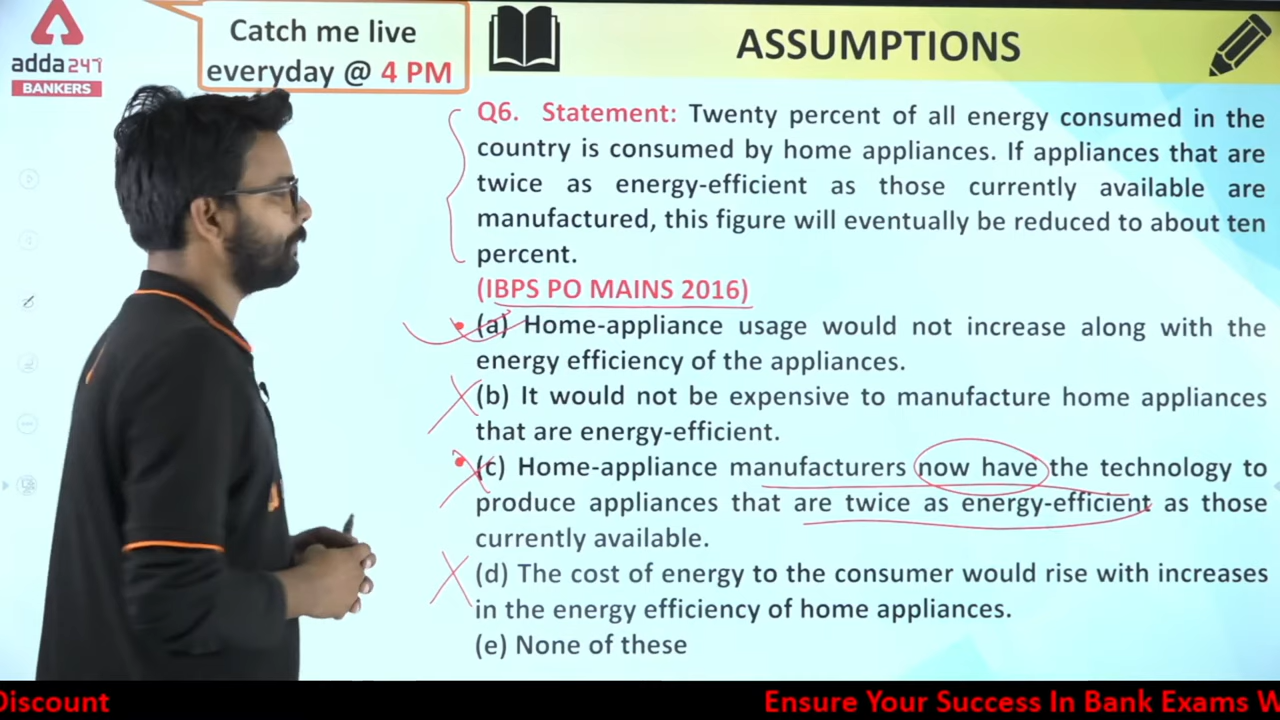 adda247
BANKERS
Catch me live
everyday @ 4 PM
ASSUMPTIONS
Q6. Statement: Twenty percent of all energy consumed in the
country is consumed by home appliances. If appliances that are
twice as energy-efficient as those currently available are
manufactured, this figure will eventually be reduced to about ten
percent.
(IBPS PO MAINS 2016)
(a) Home-appliance usage would not increase along with the
energy efficiency of the appliances.
(b) It would not be expensive to manufacture home appliances
that are energy-efficient.
(c) Home-appliance manufacturers now have the technology to
produce appliances that are twice as energy-efficient as those
currently available.
(d) The cost of energy to the consumer would rise with increases
in the energy efficiency of home appliances.
(e) None of these
Discount
Ensure Your Success In Bank Exams W